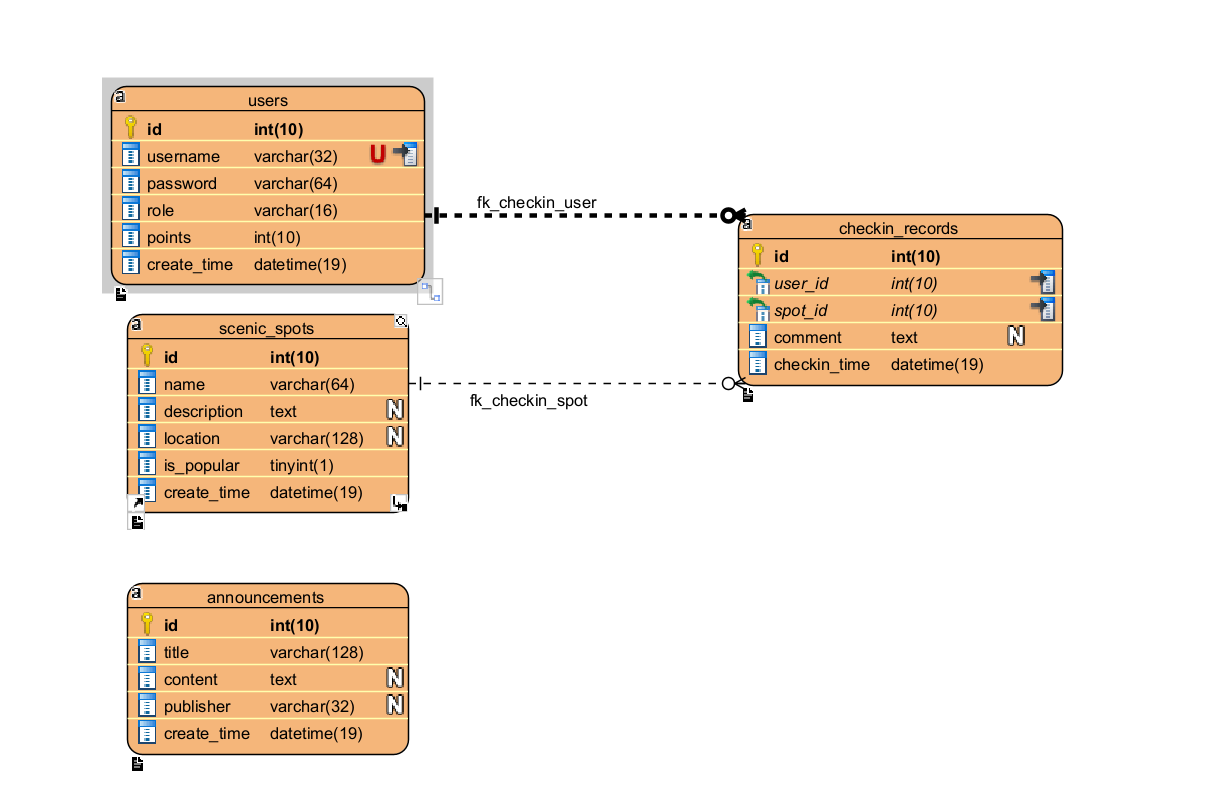 users
id int(10)
username varchar(32) U
password varchar(64)
role varchar(16)
points int(10)
create_time datetime(19)
fk_checkin_user
checkin_records
id int(10)
user_id int(10)
spot_id int(10)
comment text N
checkin_time datetime(19)
scenic_spots
id int(10)
name varchar(64)
description text N
location varchar(128) N
is_popular tinyint(1)
create_time datetime(19)
fk_checkin_spot
announcements
id int(10)
title varchar(128)
content text N
publisher varchar(32) N
create_time datetime(19)